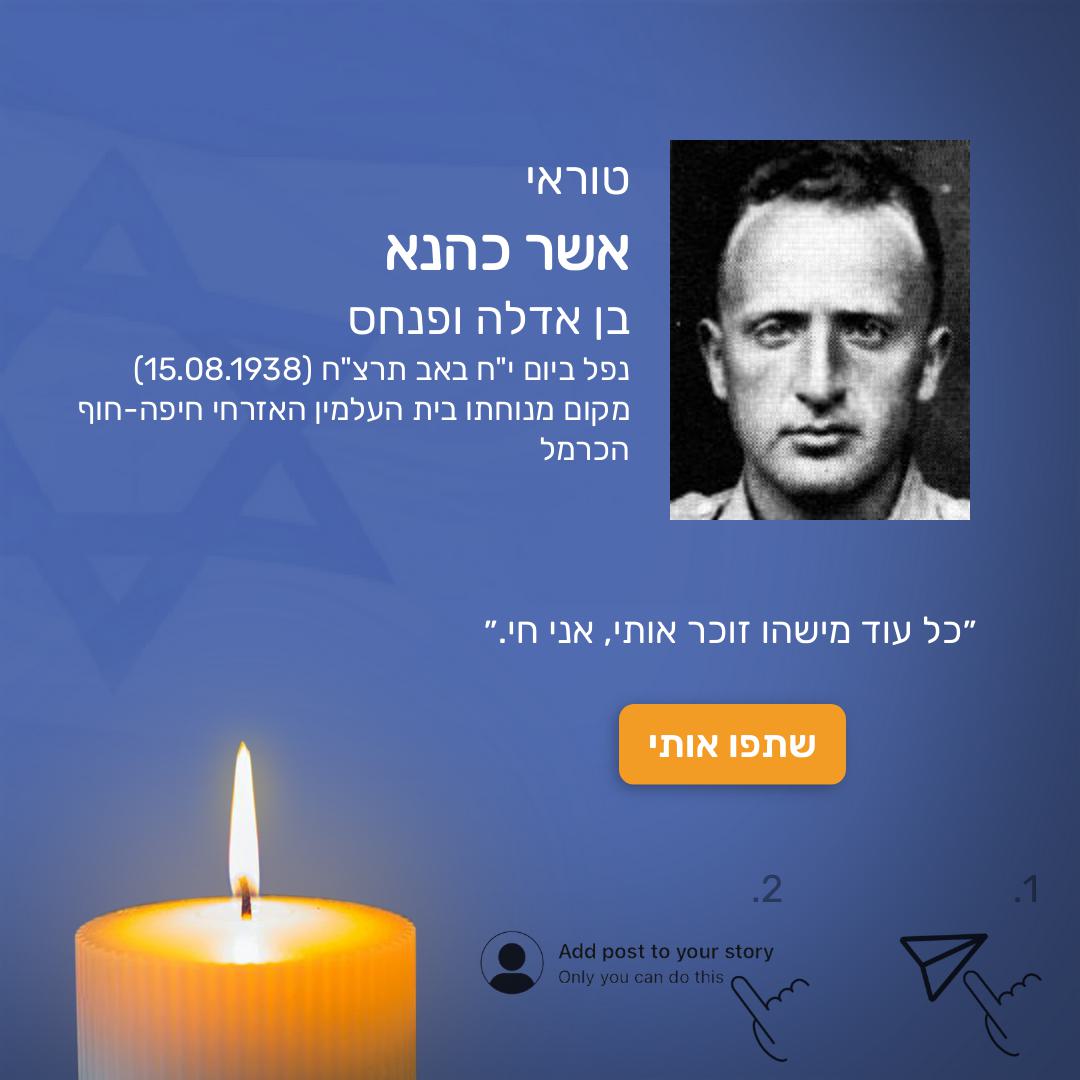 טוראי
אשר כהנא
בן אדלה ופנחס
נפל ביום י"ח באב תרצ"ח (15.08.1938)
מקום מנוחתו בית העלמין האזרחי חיפה-חוף
הכרמל
״כל עוד מישהו זוכר אותי, אני חי.״
שתפו אותי
1.
2.
Add post to your story
Only you can do this